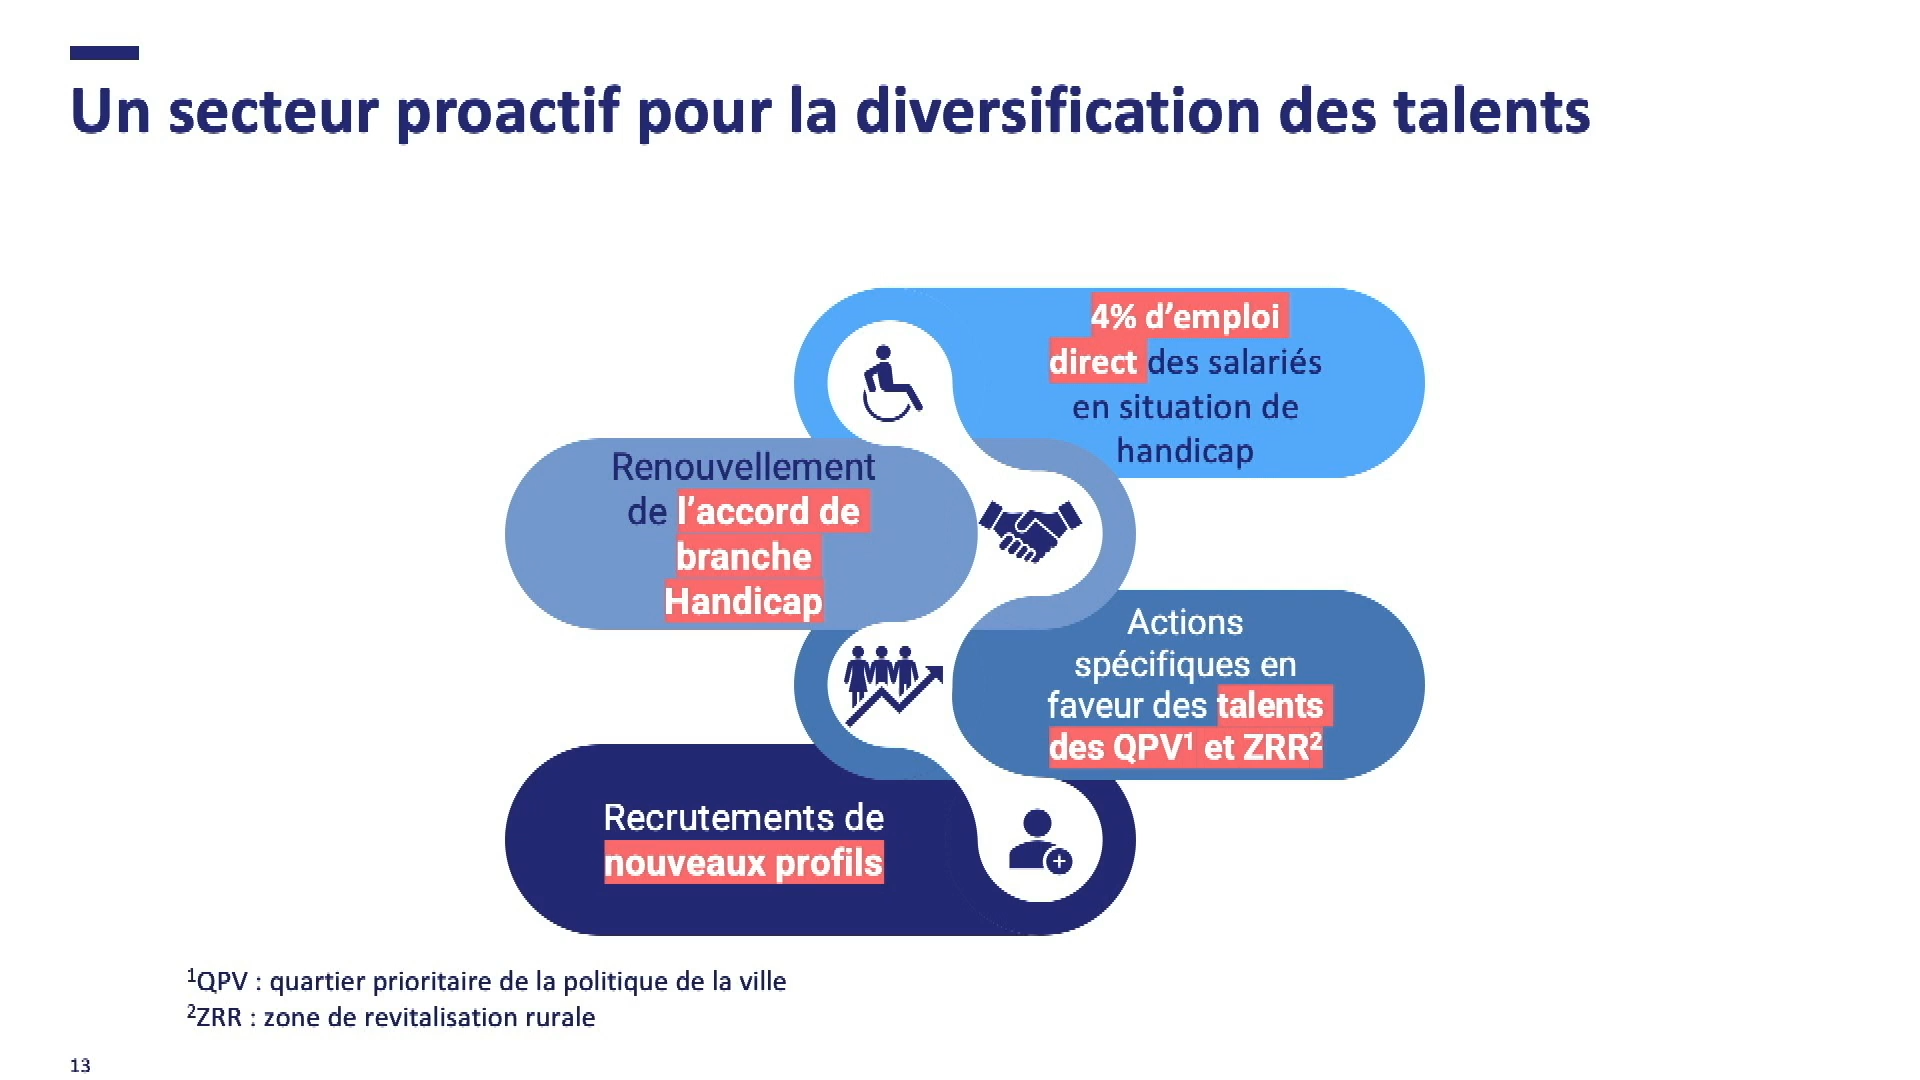 Un secteur proactif pour la diversification des talents
4% d’emploi
direct des salariés
en situation de
handicap
Renouvellement
de l’accord de
branche
Handicap
Actions
spécifiques en
faveur des talents
des QPV¹ et ZRR²
Recrutements de
nouveaux profils
¹QPV : quartier prioritaire de la politique de la ville
²ZRR : zone de revitalisation rurale
13